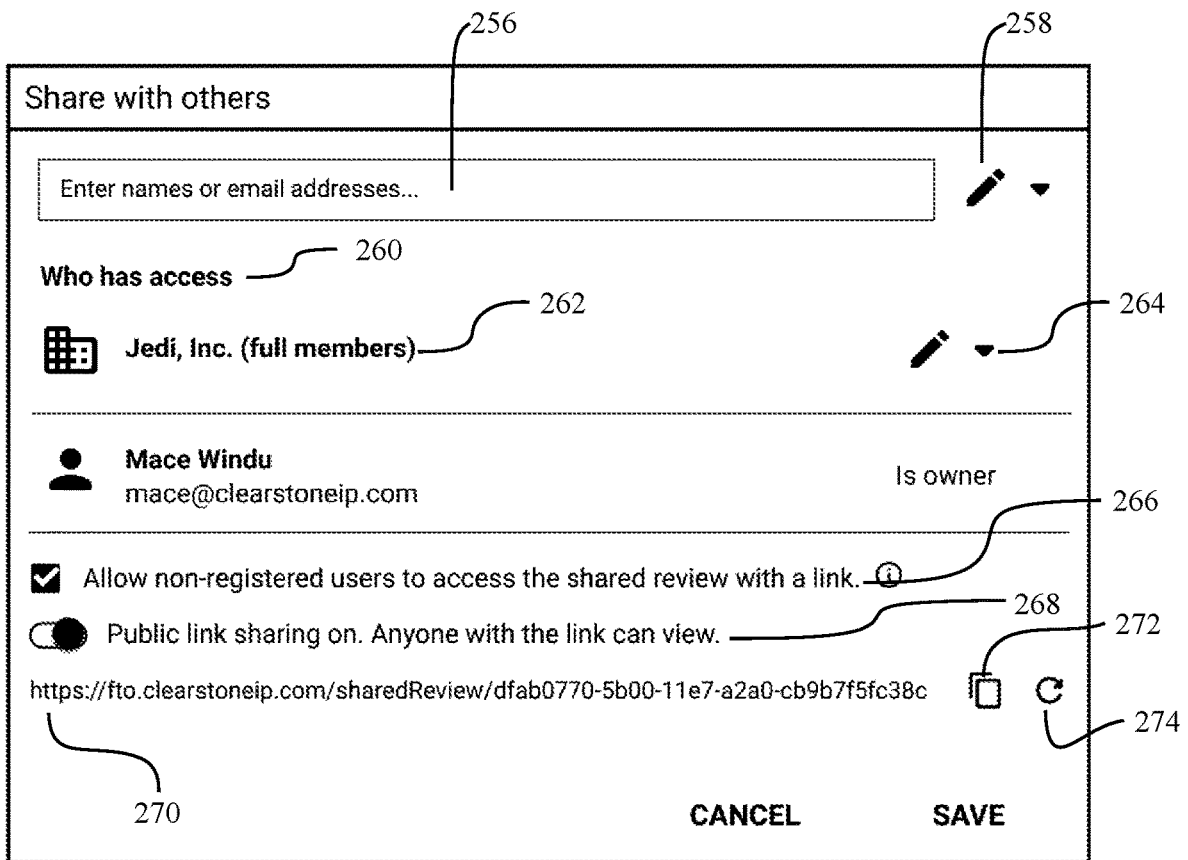 256
258
Share with others
Enter names or email addresses...
260
Who has access
262
264
Jedi, Inc. (full members)
Mace Windu
mace@clearstoneip.com
Is owner
266
Allow non-registered users to access the shared review with a link.
268
Public link sharing on. Anyone with the link can view.
272
https://fto.clearstoneip.com/sharedReview/dfab0770-5b00-11e7-a2a0-cb9b7f5fc38c
274
270
CANCEL
SAVE